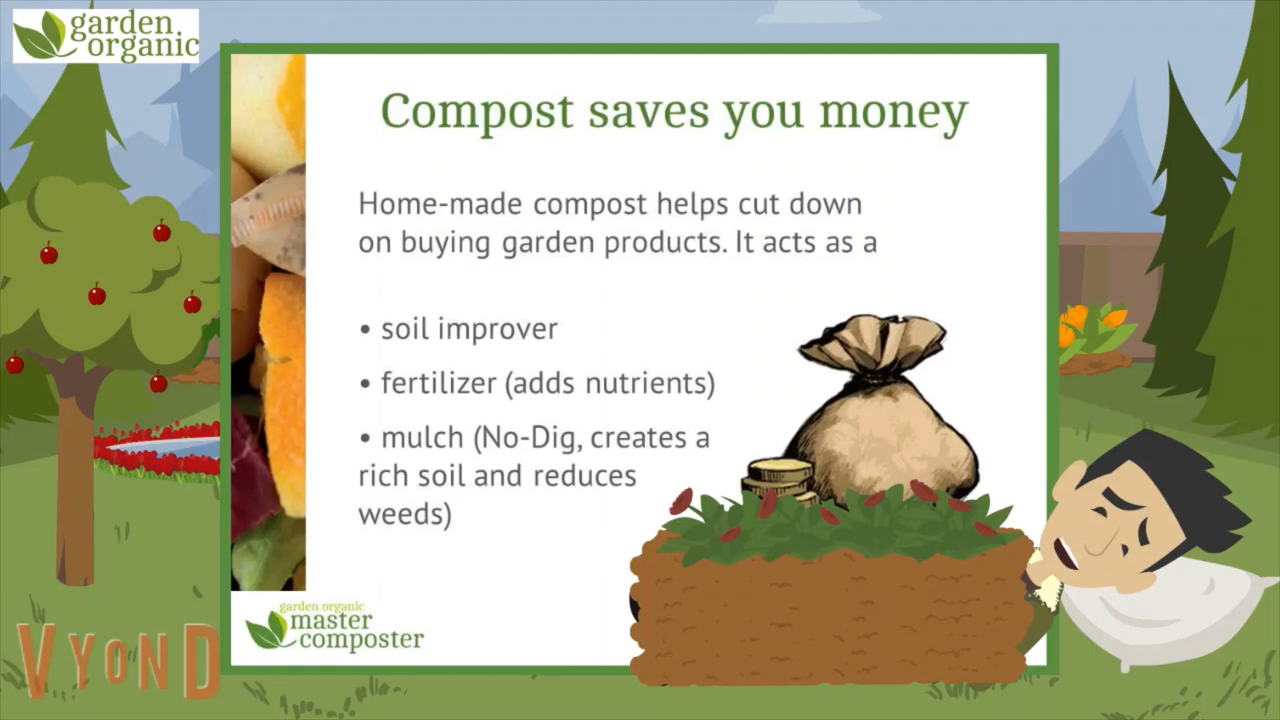 garden
organic
Compost saves you money
Home-made compost helps cut down
on buying garden products. It acts as a
• soil improver
• fertilizer (adds nutrients)
• mulch (No-Dig, creates a
rich soil and reduces
weeds)
garden organic
master
composter
VYOND